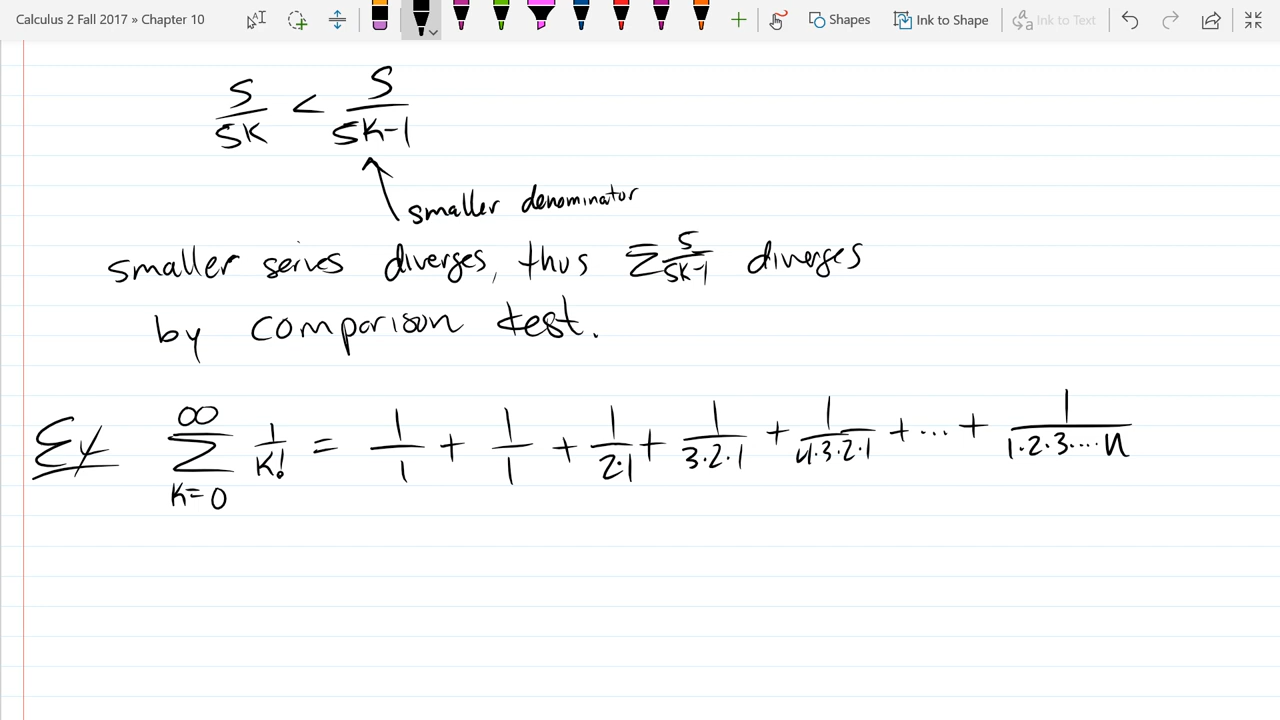 Calculus 2 Fall 2017 » Chapter 10 Shapes Ink to Shape Ink to Text
5/5K < 5/5K-1
smaller denominator
smaller series diverges, thus Σ 5/5K-1 diverges
by comparison test.
Ex ∞ΣK=0 1/K! = 1/1 + 1/1 + 1/2·1 + 1/3·2·1 + 1/4·3·2·1 + ... + 1/1·2·3····n